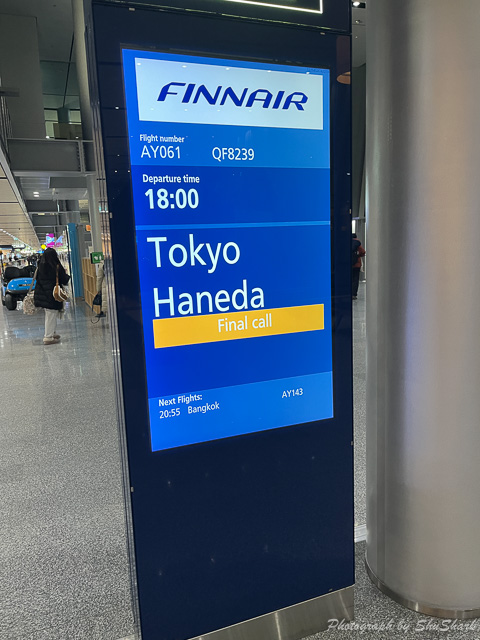 FINNAIR
Flight number
AY061 QF8239
Departure time
18:00
Tokyo
Haneda
Final call
Next Flights:
20:55 Bangkok AY143
Photograph by ShuShark